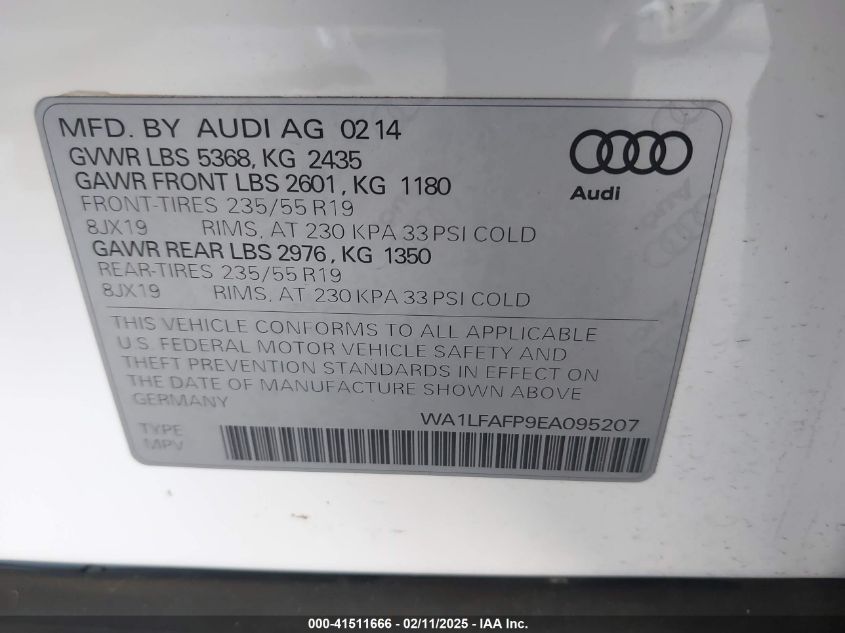 MFD. BY AUDI AG 0214
GVWR LBS 5368, KG 2435
GAWR FRONT LBS 2601, KG 1180
FRONT-TIRES 235/55 R19
8JX19 RIMS, AT 230 KPA 33 PSI COLD
GAWR REAR LBS 2976, KG 1350
REAR-TIRES 235/55 R19
8JX19 RIMS, AT 230 KPA 33 PSI COLD
Audi
THIS VEHICLE CONFORMS TO ALL APPLICABLE
U.S. FEDERAL MOTOR VEHICLE SAFETY AND
THEFT PREVENTION STANDARDS IN EFFECT ON
THE DATE OF MANUFACTURE SHOWN ABOVE
GERMANY
WA1LFAFP9EA095207
TYPE
MPV
000-41511666 — 02/11/2025 — IAA Inc.